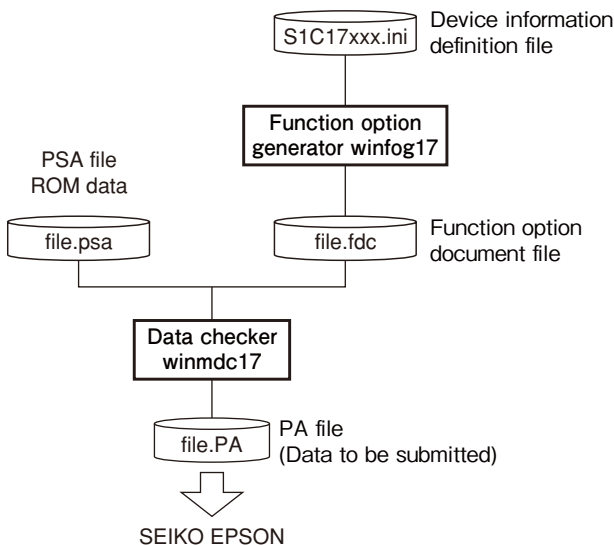 S1C17xxx.ini
Device information
definition file
Function option
generator winfog17
PSA file
ROM data
file.psa
file.fdc
Function option
document file
Data checker
winmdc17
file.PA
PA file
(Data to be submitted)
SEIKO EPSON